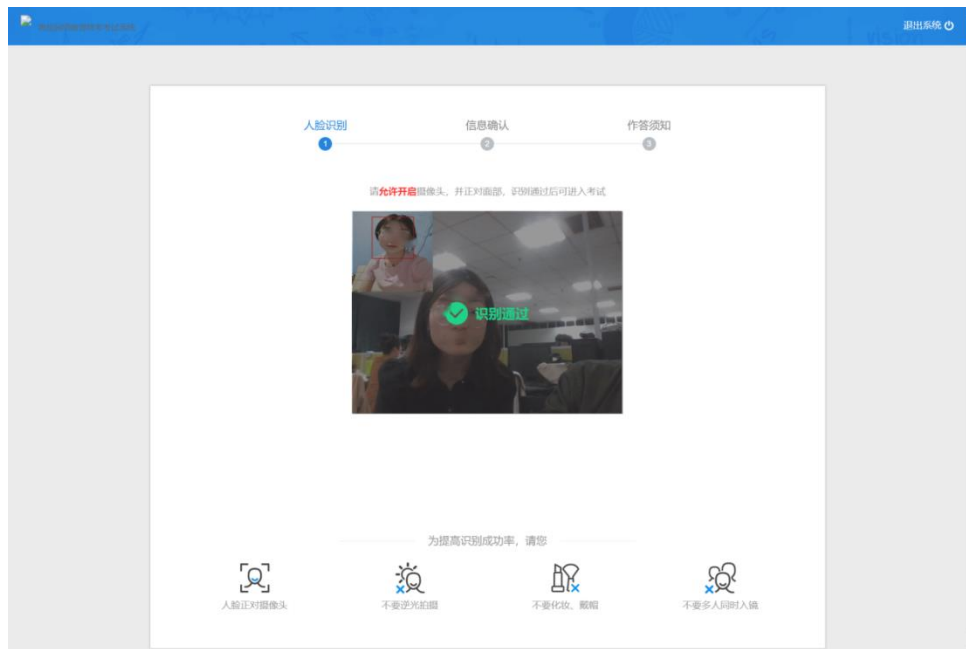 退出系统
人脸识别
信息确认
作答须知
1
2
3
请允许开启摄像头，并正对面部，识别通过后可进入考试
识别通过
为提高识别成功率，请您
人脸正对摄像头
不要逆光拍摄
不要化妆、戴帽
不要多人同时入镜